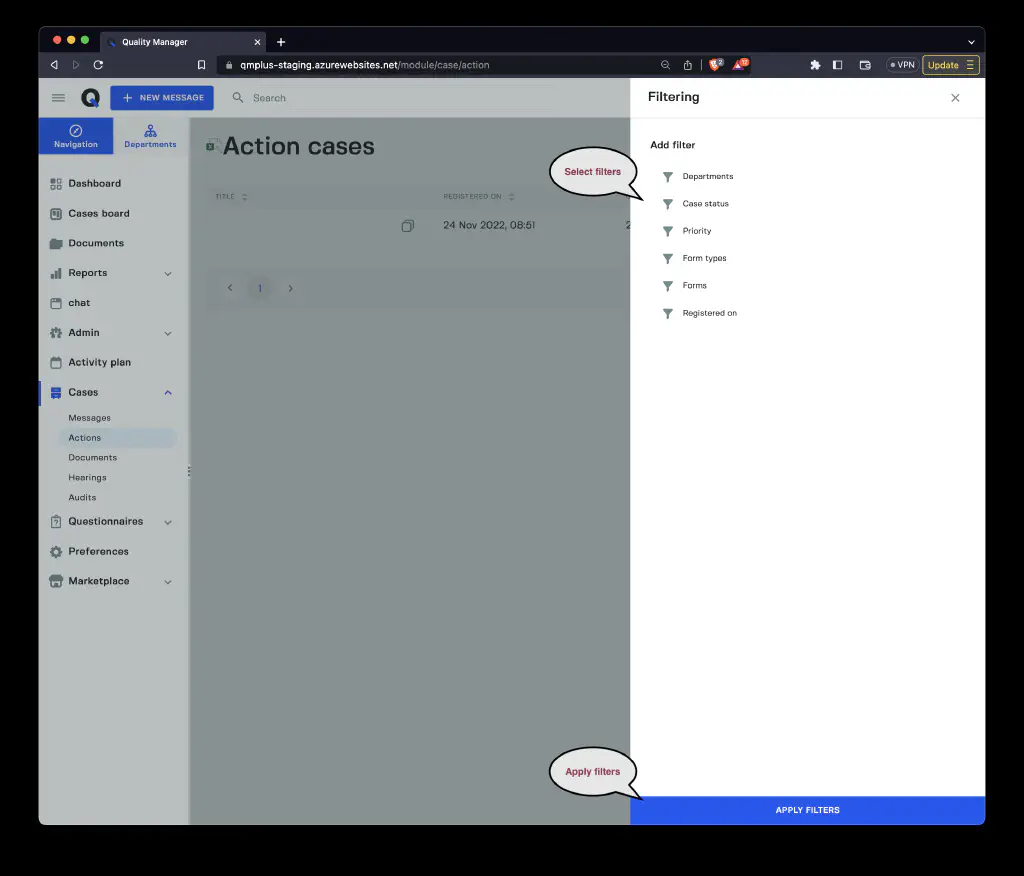 Quality Manager
qmplus-staging.azurewebsites.net/module/case/action
2
12
VPN
Update
NEW MESSAGE
Search
Filtering
Navigation
Departments
Action cases
Add filter
Select filters
Departments
Case status
Priority
Form types
Forms
Registered on
TITLE
REGISTERED ON
24 Nov 2022, 08:51
2
1
Dashboard
Cases board
Documents
Reports
chat
Admin
Activity plan
Cases
Messages
Actions
Documents
Hearings
Audits
Questionnaires
Preferences
Marketplace
Apply filters
APPLY FILTERS